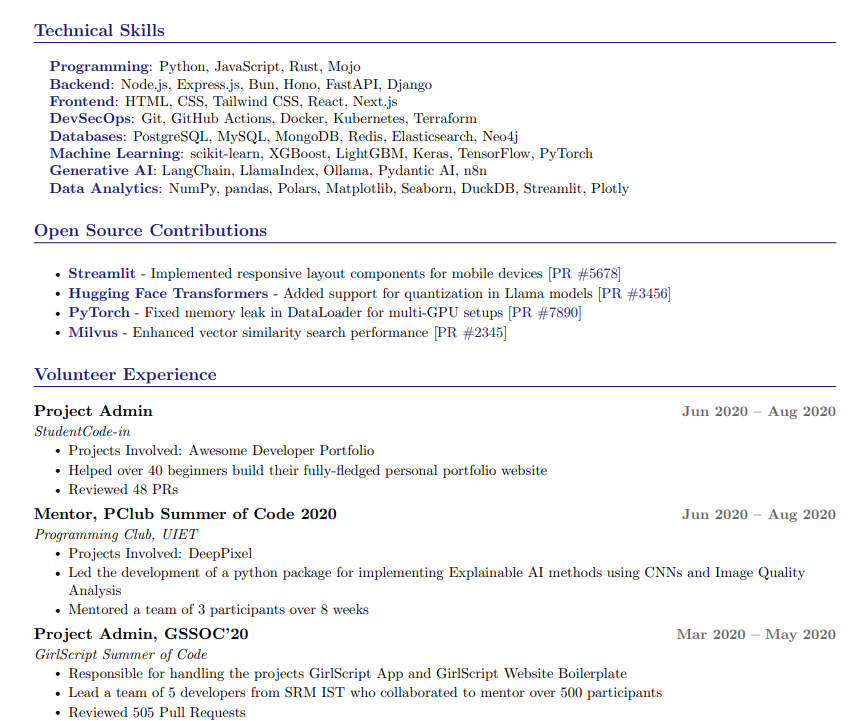 Technical Skills
Programming: Python, JavaScript, Rust, Mojo
Backend: Node.js, Express.js, Bun, Hono, FastAPI, Django
Frontend: HTML, CSS, Tailwind CSS, React, Next.js
DevSecOps: Git, GitHub Actions, Docker, Kubernetes, Terraform
Databases: PostgreSQL, MySQL, MongoDB, Redis, Elasticsearch, Neo4j
Machine Learning: scikit-learn, XGBoost, LightGBM, Keras, TensorFlow, PyTorch
Generative AI: LangChain, LlamaIndex, Ollama, Pydantic AI, n8n
Data Analytics: NumPy, pandas, Polars, Matplotlib, Seaborn, DuckDB, Streamlit, Plotly
Open Source Contributions
• Streamlit - Implemented responsive layout components for mobile devices [PR #5678]
• Hugging Face Transformers - Added support for quantization in Llama models [PR #3456]
• PyTorch - Fixed memory leak in DataLoader for multi-GPU setups [PR #7890]
• Milvus - Enhanced vector similarity search performance [PR #2345]
Volunteer Experience
Project Admin Jun 2020 – Aug 2020
StudentCode-in
• Projects Involved: Awesome Developer Portfolio
• Helped over 40 beginners build their fully-fledged personal portfolio website
• Reviewed 48 PRs
Mentor, PClub Summer of Code 2020 Jun 2020 – Aug 2020
Programming Club, UIET
• Projects Involved: DeepPixel
• Led the development of a python package for implementing Explainable AI methods using CNNs and Image Quality
Analysis
• Mentored a team of 3 participants over 8 weeks
Project Admin, GSSOC'20 Mar 2020 – May 2020
GirlScript Summer of Code
• Responsible for handling the projects GirlScript App and GirlScript Website Boilerplate
• Lead a team of 5 developers from SRM IST who collaborated to mentor over 500 participants
• Reviewed 505 Pull Requests